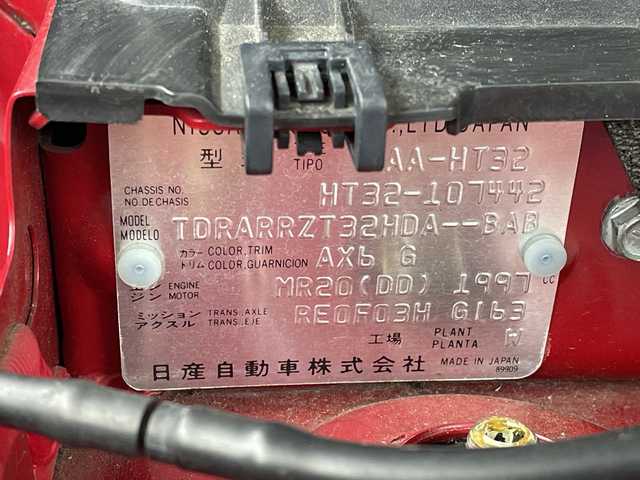 型 TIPO AA-HT32
CHASSIS NO.
NO.DE CHASIS HT32-107442
MODEL
MODELO TDRARRZT32HDA--BAB
カラー COLOR,TRIM
トリム COLOR,GUARNICION AX6 G
ENGINE
ジン MOTOR MR20(DD) 1997 CC
ミッション TRANS.,AXLE
アクスル TRANS.,EJE RE0F03H G163
工場 PLANT
PLANTA W
日産自動車株式会社 MADE IN JAPAN
89909